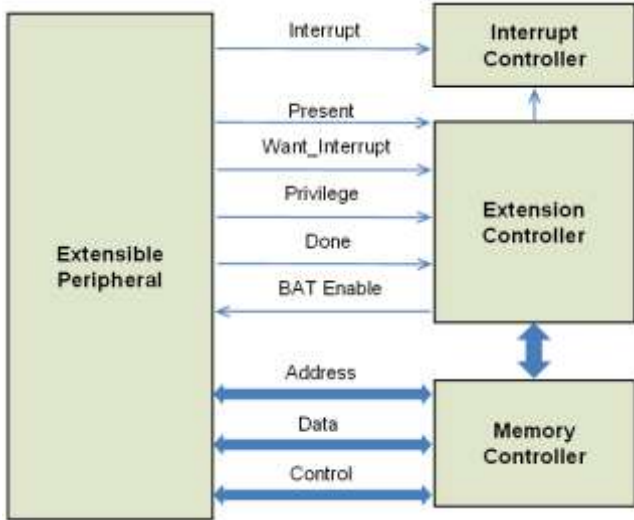 Interrupt
Interrupt
Controller
Present
Want_Interrupt
Privilege
Extension
Controller
Done
Extensible
Peripheral
BAT Enable
Address
Data
Memory
Controller
Control